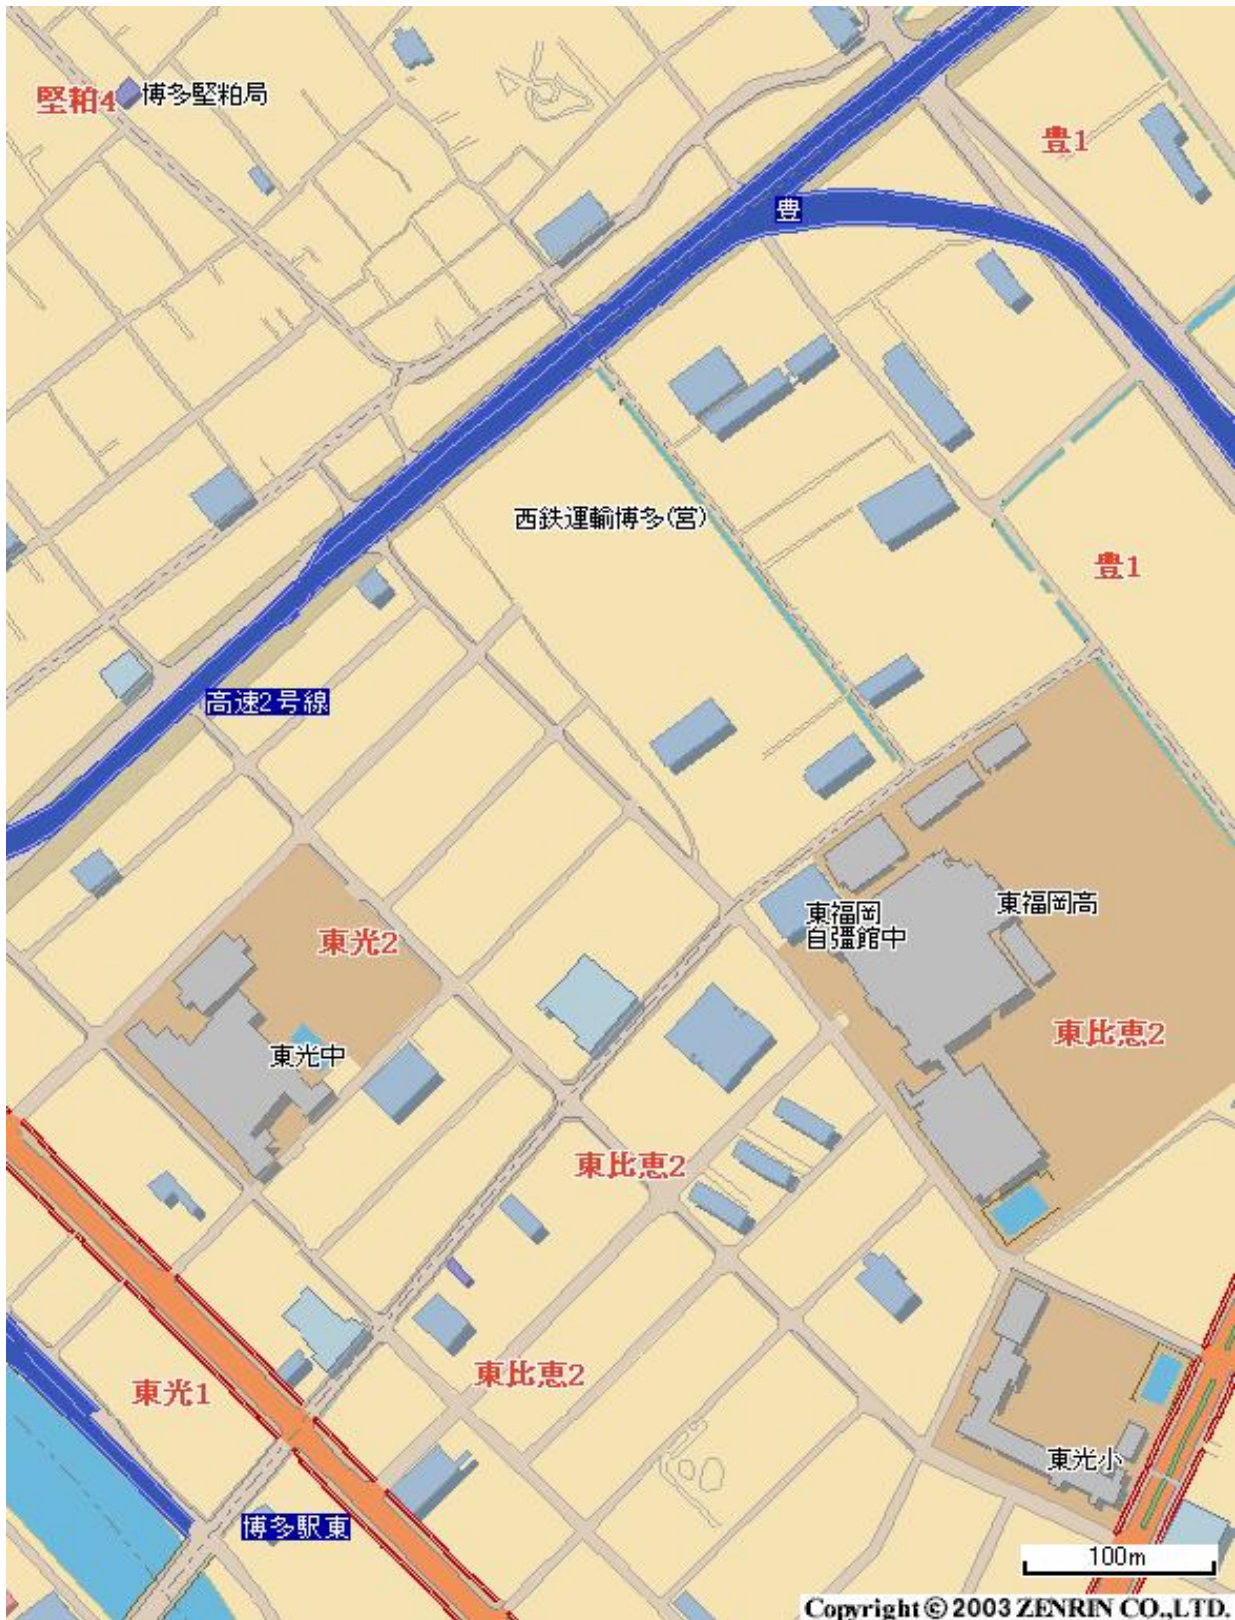 堅粕4
博多堅粕局
豊1
豊
西鉄運輸博多(営)
豊1
高速2号線
東福岡
自彊館中
東福岡高
東光2
東光中
東比恵2
東比恵2
東比恵2
東光1
東光小
博多駅東
100m
Copyright © 2003 ZENRIN CO.,LTD.